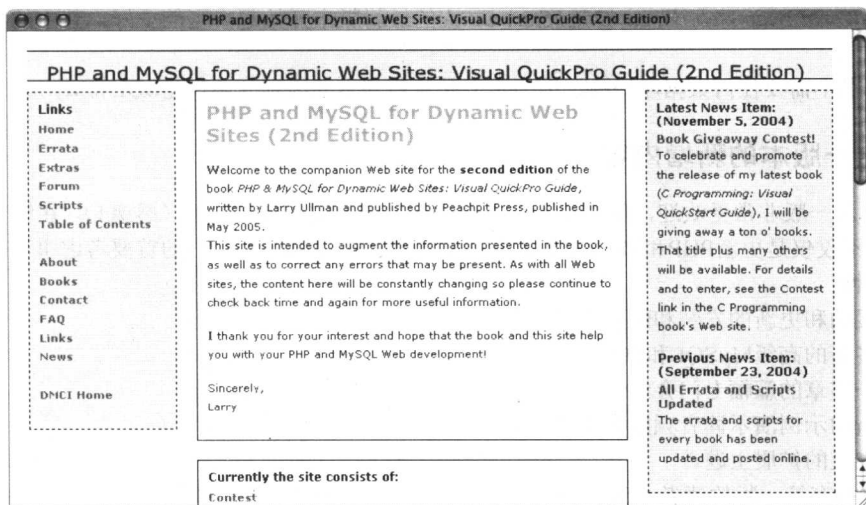 PHP and MySQL for Dynamic Web Sites: Visual QuickPro Guide (2nd Edition)
PHP and MySQL for Dynamic Web Sites: Visual QuickPro Guide (2nd Edition)
Links
Home
Errata
Extras
Forum
Scripts
Table of Contents
About
Books
Contact
FAQ
Links
News
DMCI Home
PHP and MySQL for Dynamic Web
Sites (2nd Edition)
Welcome to the companion Web site for the second edition of the
book PHP & MySQL for Dynamic Web Sites: Visual QuickPro Guide,
written by Larry Ullman and published by Peachpit Press, published in
May 2005.
This site is intended to augment the information presented in the book,
as well as to correct any errors that may be present. As with all Web
sites, the content here will be constantly changing so please continue to
check back time and again for more useful information.
I thank you for your interest and hope that the book and this site help
you with your PHP and MySQL Web development!
Sincerely,
Larry
Currently the site consists of:
Contest
Latest News Item:
(November 5, 2004)
Book Giveaway Contest!
To celebrate and promote
the release of my latest book
(C Programming: Visual
QuickStart Guide), I will be
giving away a ton o' books.
That title plus many others
will be available. For details
and to enter, see the Contest
link in the C Programming
book's Web site.
Previous News Item:
(September 23, 2004)
All Errata and Scripts
Updated
The errata and scripts for
every book has been
updated and posted online.